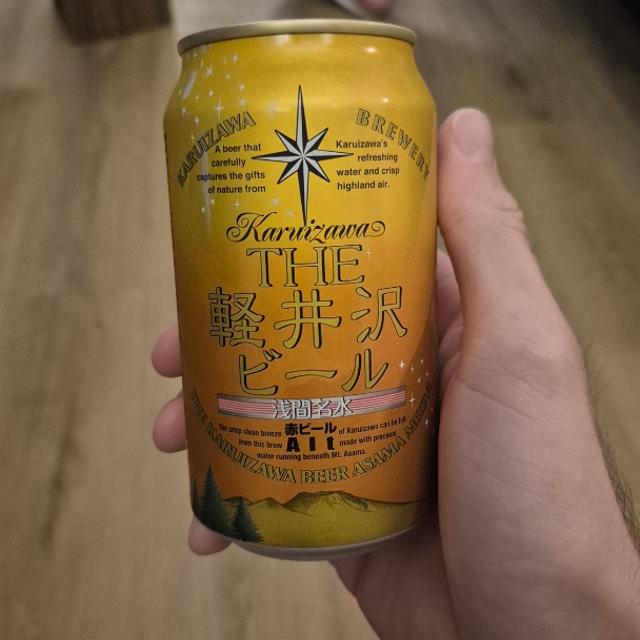 KARUIZAWA BREWERY
A beer that
carefully
captures the gifts
of nature from
Karuizawa's
refreshing
water and crisp
highland air.
Karuizawa
THE
軽井沢
ビール
浅間名水
The crisp clean breeze 赤ビール of Karuizawa can be felt
from this brew Alt made with precious
water running beneath Mt. Asama.
THE KARUIZAWA BEER ASAMA MEISUI